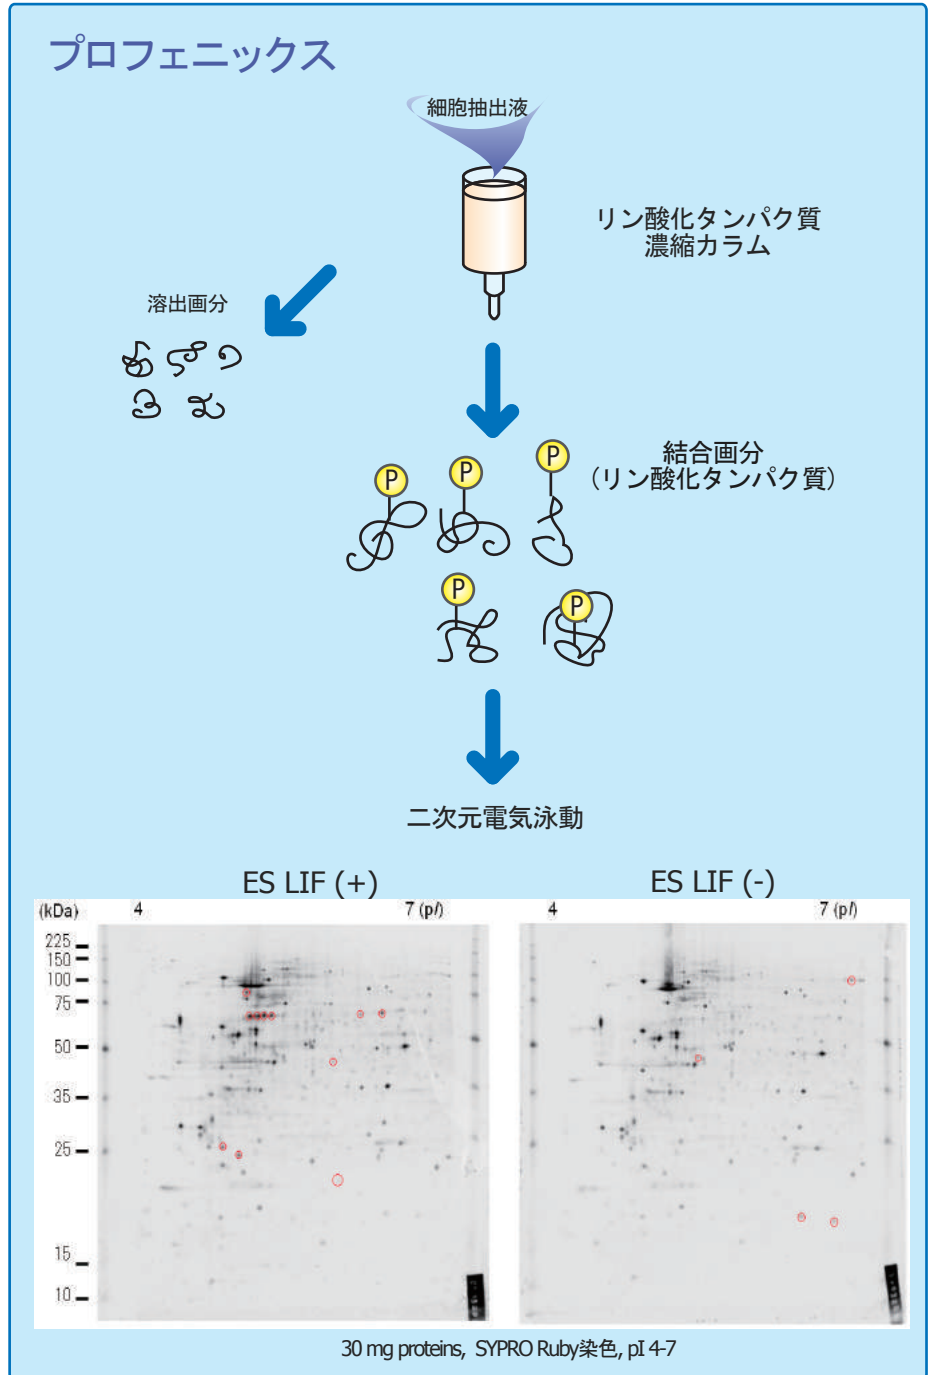 プロフェニックス
細胞抽出液
リン酸化タンパク質
濃縮カラム
溶出画分
結合画分
（リン酸化タンパク質）
P
P
P
P
P
二次元電気泳動
ES LIF (+)
ES LIF (-)
(kDa) 4 7 (pI)
4 7 (pI)
225
150
100
75
50
35
25
15
10
30 mg proteins, SYPRO Ruby染色, pI 4-7